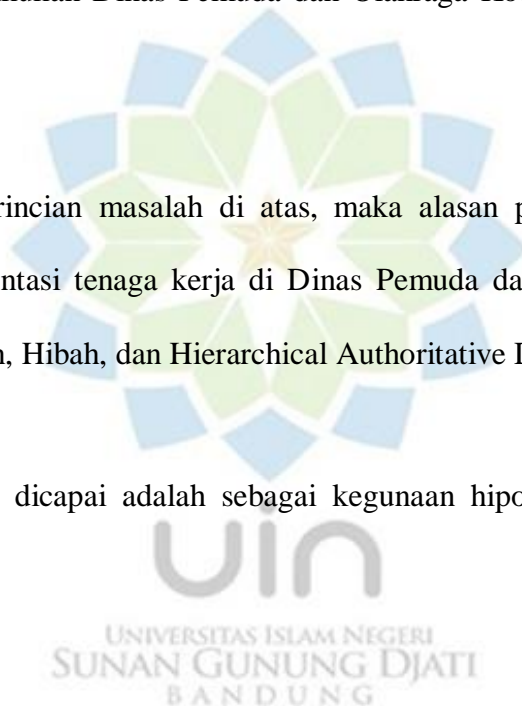 Dinas Pemuda dan Olahraga
rincian masalah di atas, maka alasan p
ntasi tenaga kerja di Dinas Pemuda da
n, Hibah, dan Hierarchical Authoritative
dicapai adalah sebagai kegunaan hipo
uin
UNIVERSITAS ISLAM NEGERI
SUNAN GUNUNG DJATI
BANDUNG